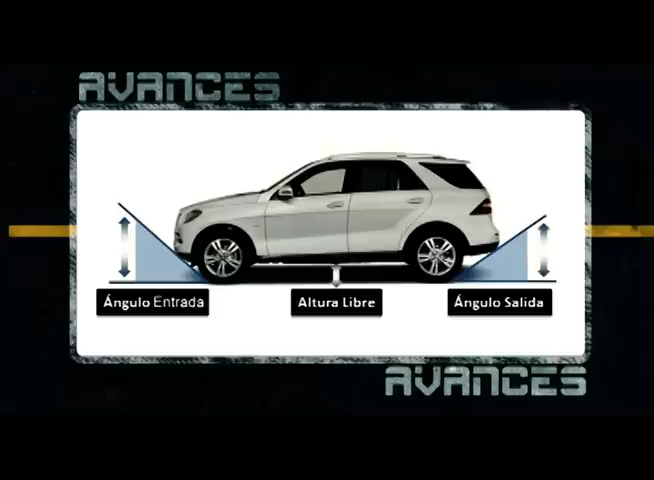 AVANCES
Ángulo Entrada
Altura Libre
Ángulo Salida
AVANCES